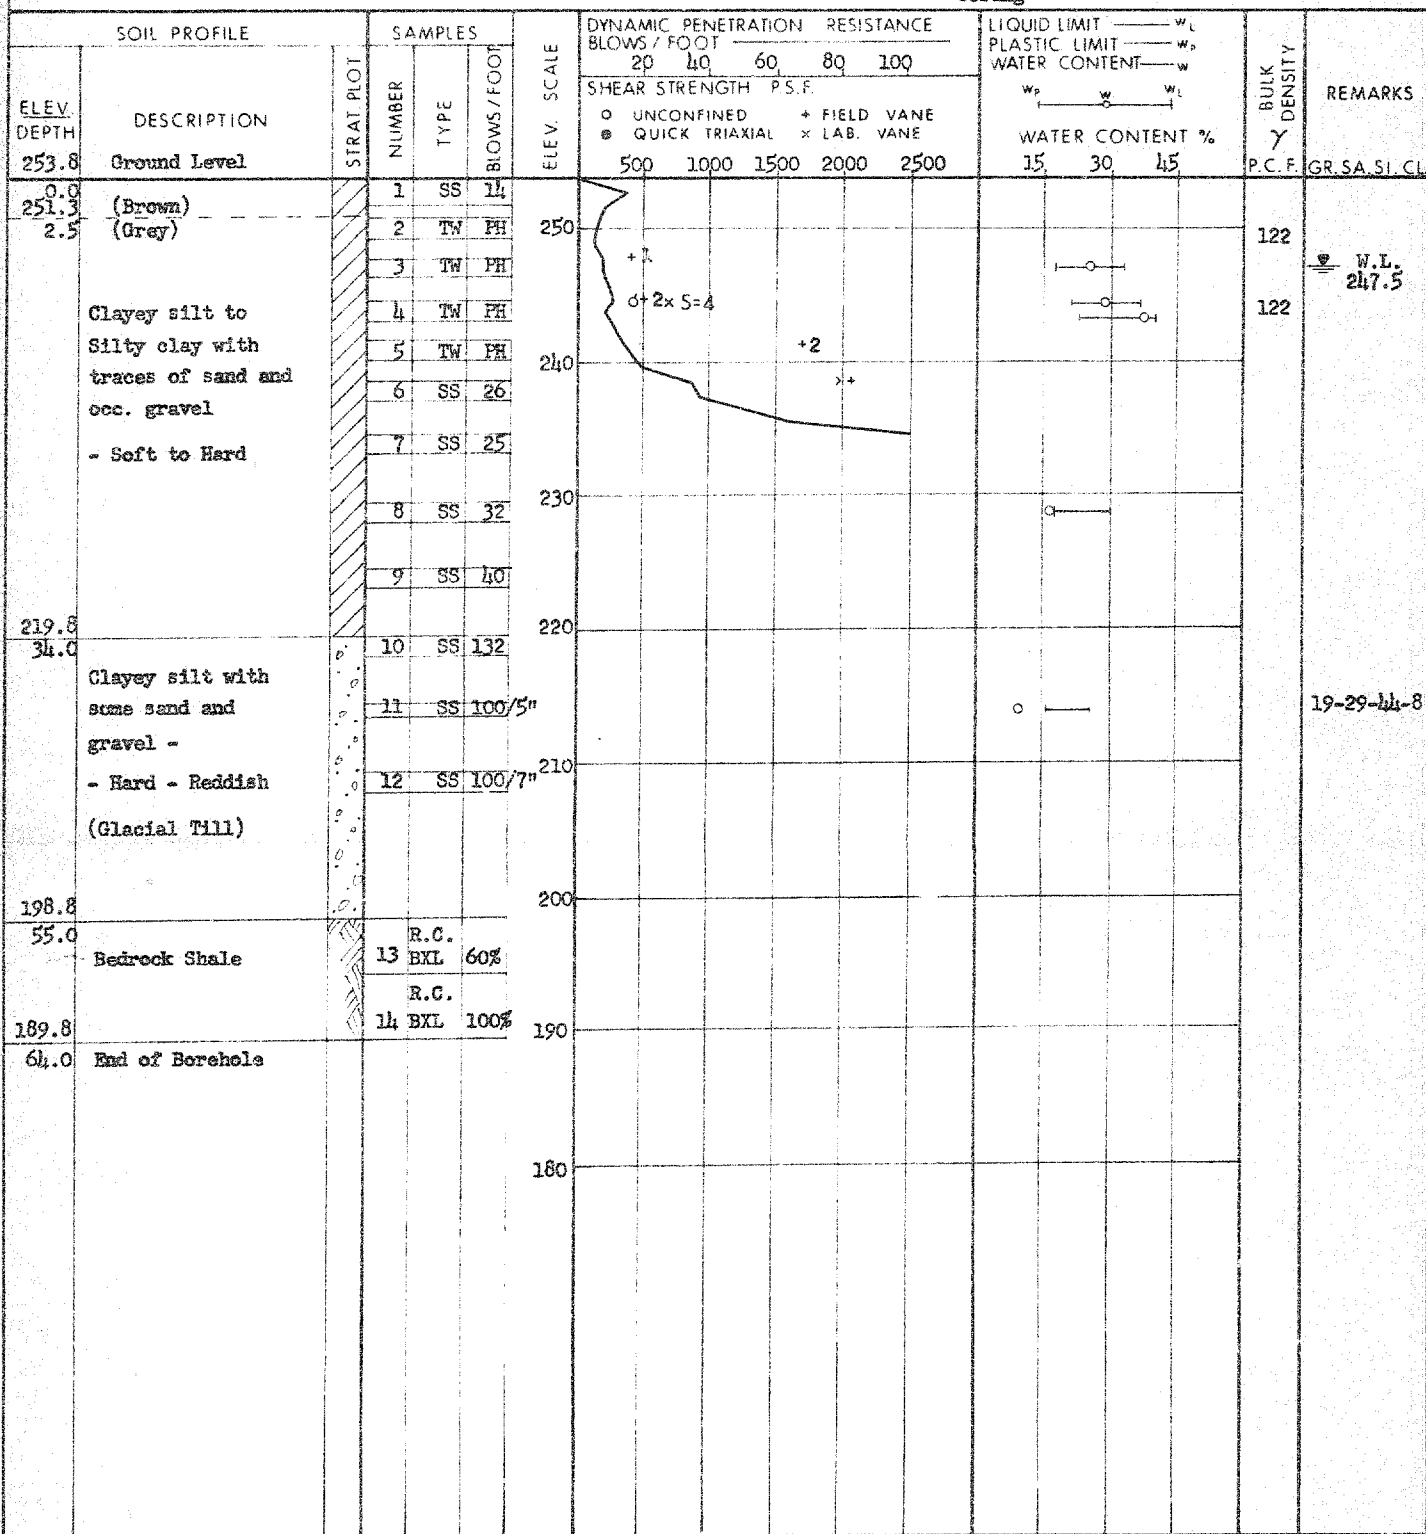 SOIL PROFILE
SAMPLES
ELEV. SCALE
DYNAMIC PENETRATION RESISTANCE
BLOWS / FOOT
20 40 60 80 100
SHEAR STRENGTH P.S.F.
○ UNCONFINED + FIELD VANE
● QUICK TRIAXIAL × LAB. VANE
500 1000 1500 2000 2500
LIQUID LIMIT —— wL
PLASTIC LIMIT —— wP
WATER CONTENT —— w
wP w wL
WATER CONTENT %
15 30 45
BULK DENSITY
γ
P.C.F.
REMARKS
GR. SA. SI. CL
ELEV.
DEPTH
DESCRIPTION
STRAT PLOT
NUMBER
TYPE
BLOWS / FOOT
253.8 Ground Level
0.0
251.3 (Brown)
2.5 (Grey)
Clayey silt to
Silty clay with
traces of sand and
occ. gravel
- Soft to Hard
219.8
34.0
Clayey silt with
some sand and
gravel -
- Hard - Reddish
(Glacial Till)
198.8
55.0
Bedrock Shale
189.8
64.0 End of Borehole
1 SS 14
2 TW PH
3 TW PH
4 TW PH
5 TW PH
6 SS 26
7 SS 25
8 SS 32
9 SS 40
10 SS 132
11 SS 100/5"
12 SS 100/7"
R.C.
13 BXL 60%
R.C.
14 BXL 100%
250
240
230
220
210
200
190
180
+2x S=4
+2
122
122
W.L.
247.5
19-29-44-8